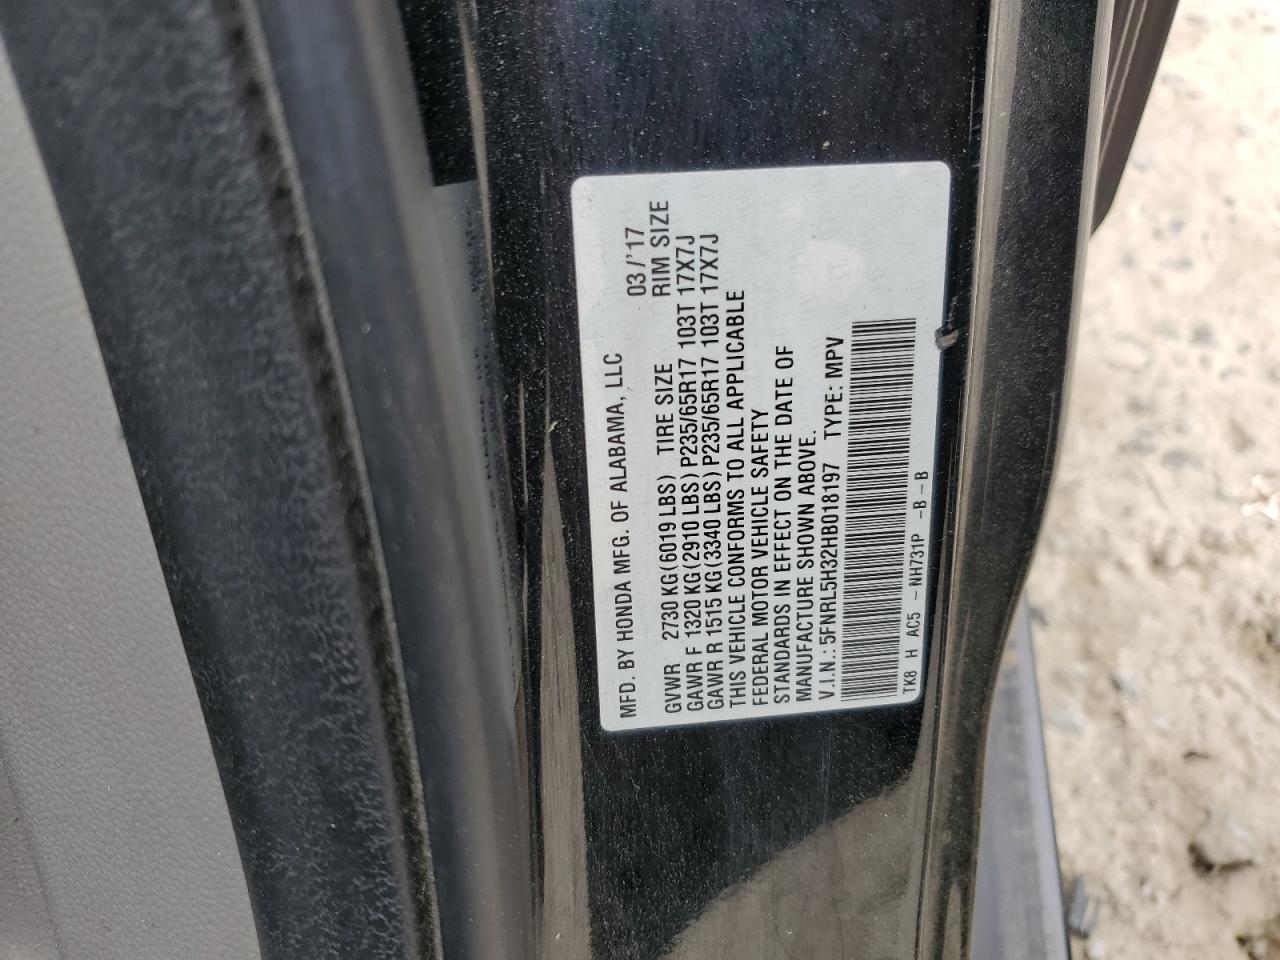 MFD. BY HONDA MFG. OF ALABAMA, LLC 03/'17
GVWR 2730 KG (6019 LBS) TIRE SIZE RIM SIZE
GAWR F 1320 KG (2910 LBS) P235/65R17 103T 17X7J
GAWR R 1515 KG (3340 LBS) P235/65R17 103T 17X7J
THIS VEHICLE CONFORMS TO ALL APPLICABLE
FEDERAL MOTOR VEHICLE SAFETY
STANDARDS IN EFFECT ON THE DATE OF
MANUFACTURE SHOWN ABOVE.
V.I.N.: 5FNRL5H32HB018197 TYPE: MPV
TK8 H AC5 - NH731P -B-B